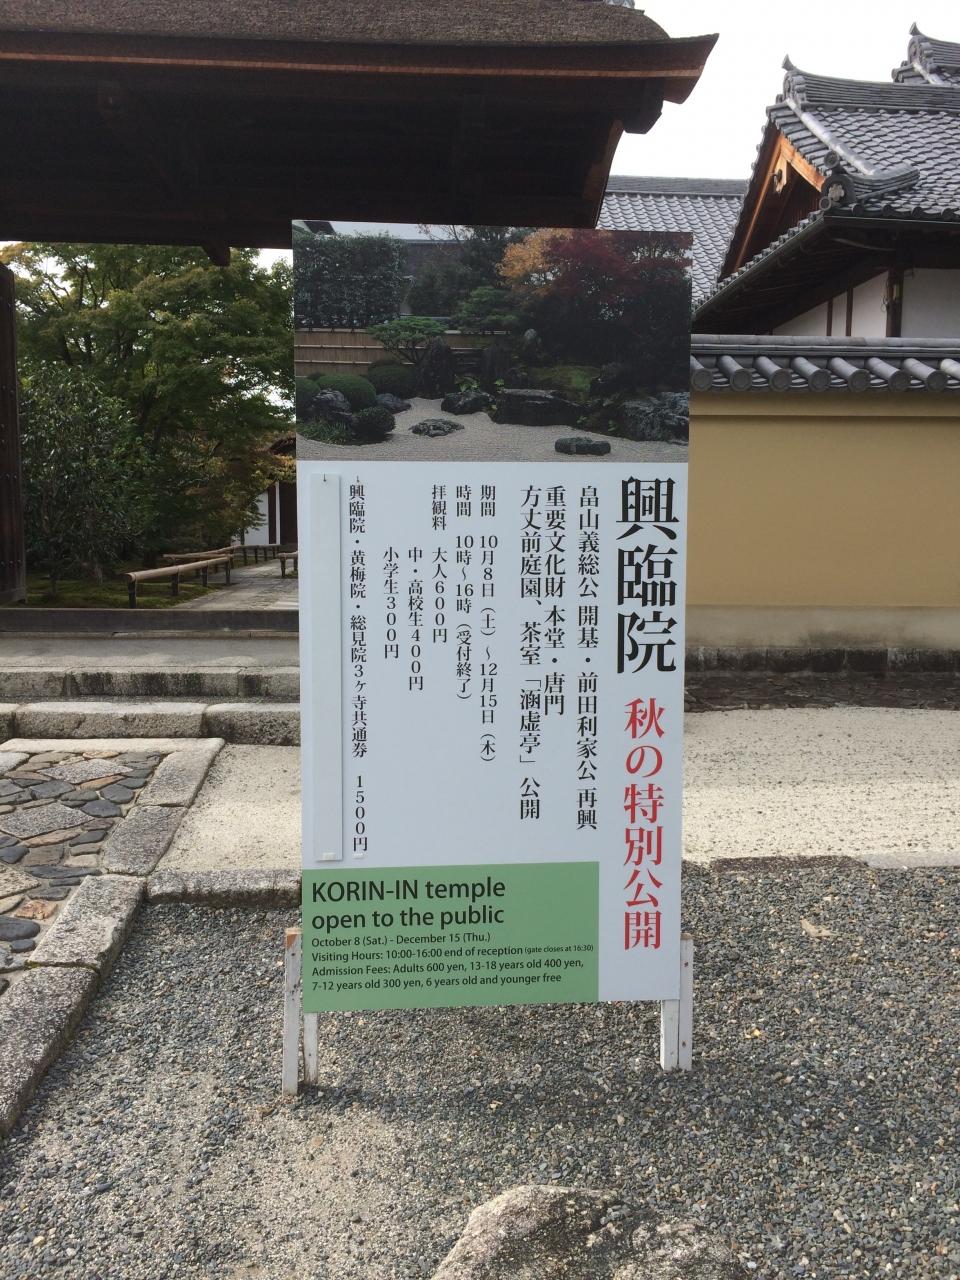 興臨院 秋の特別公開
畠山義総公 開基・前田利家公 再興
重要文化財 本堂・唐門
方丈前庭園、茶室「涵虚亭」公開
期間 10月8日（土）～12月15日（木）
時間 10時～16時（受付終了）
拝観料 大人600円
中・高校生400円
小学生300円
興臨院・黄梅院・総見院3ヶ寺共通券 1500円
KORIN-IN temple
open to the public
October 8 (Sat.) - December 15 (Thu.)
Visiting Hours: 10:00-16:00 end of reception (gate closes at 16:30)
Admission Fees: Adults 600 yen, 13-18 years old 400 yen,
7-12 years old 300 yen, 6 years old and younger free